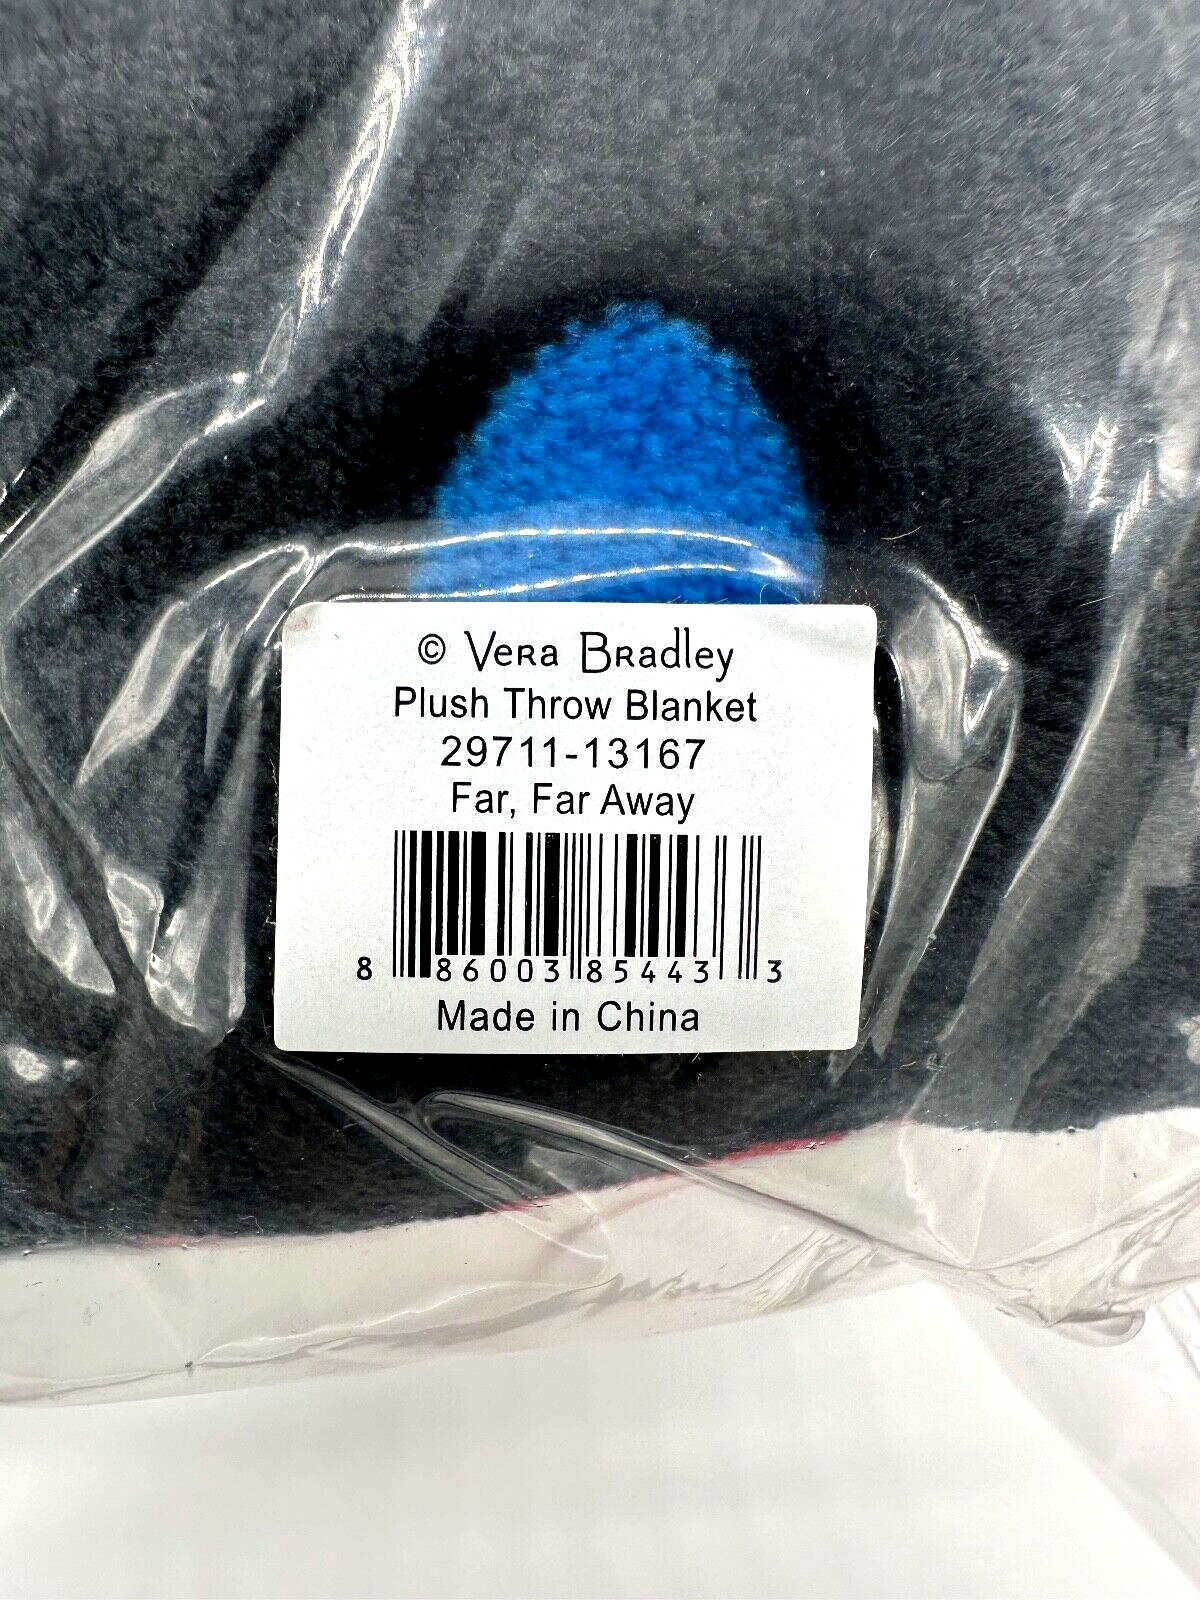 © Vera Bradley
Plush Throw Blanket
29711-13167
Far, Far Away
8 86003 85443 3
Made in China